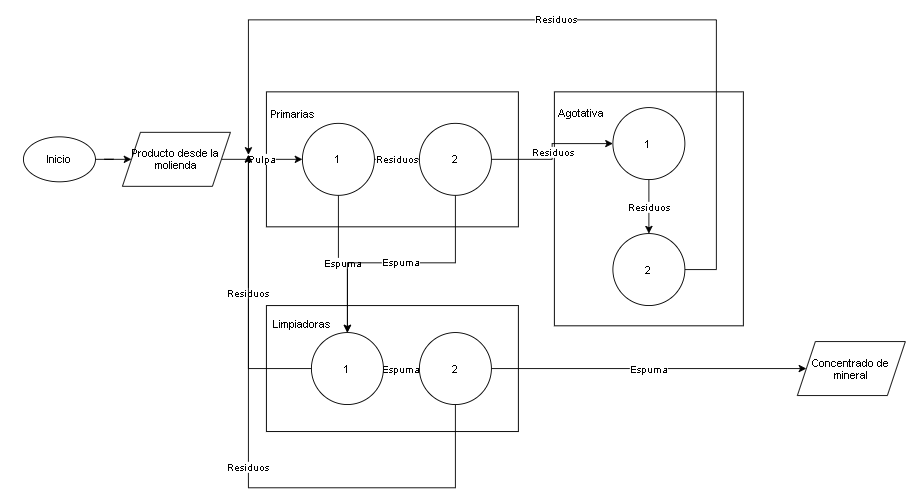 Residuos
Primarias
Agotativa
Inicio
Producto desde la
molienda
Pulpa
1
Residuos
2
Residuos
1
Residuos
2
Espuma
Espuma
Residuos
Limpiadoras
1
Espuma
2
Espuma
Concentrado de
mineral
Residuos